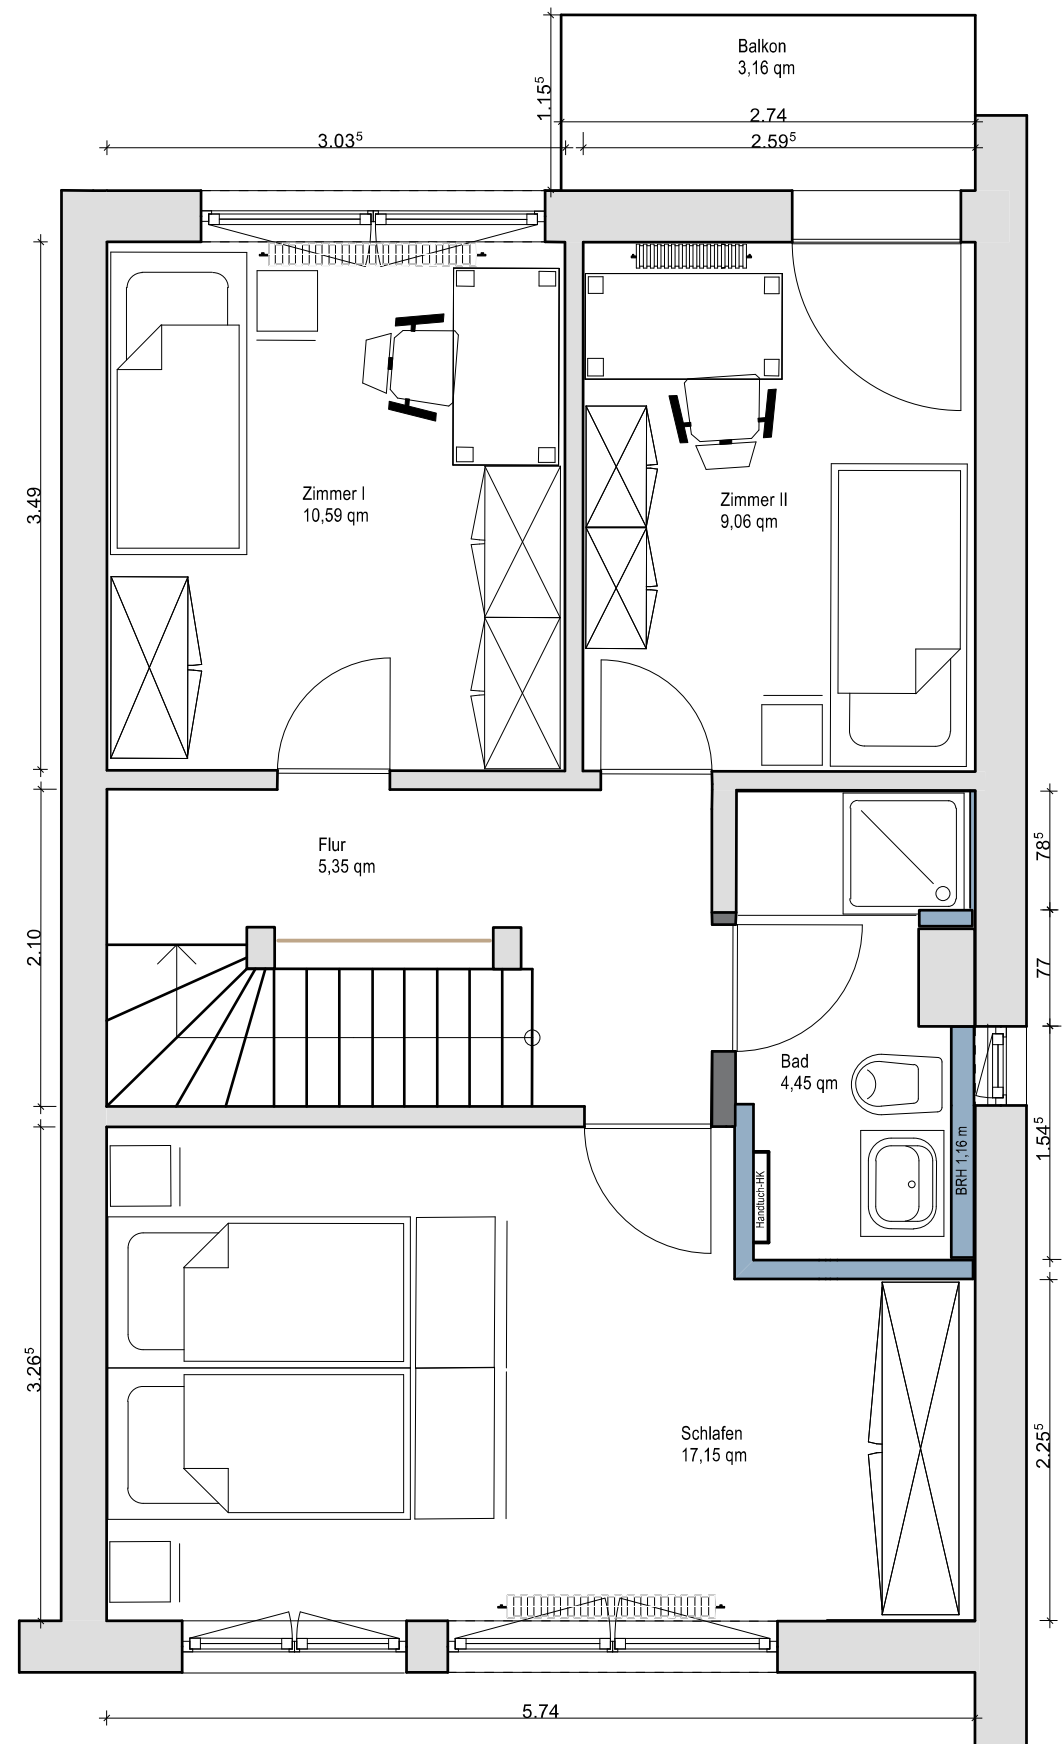 Balkon
3,16 qm
1.15⁵
2.74
3.03⁵
2.59⁵
3.49
Zimmer I
10,59 qm
Zimmer II
9,06 qm
Flur
5,35 qm
78⁵
2.10
77
Bad
4,45 qm
1.54⁵
BRH 1,16 m
Handtuch-HK
3.26⁵
Schlafen
17,15 qm
2.25⁵
5.74